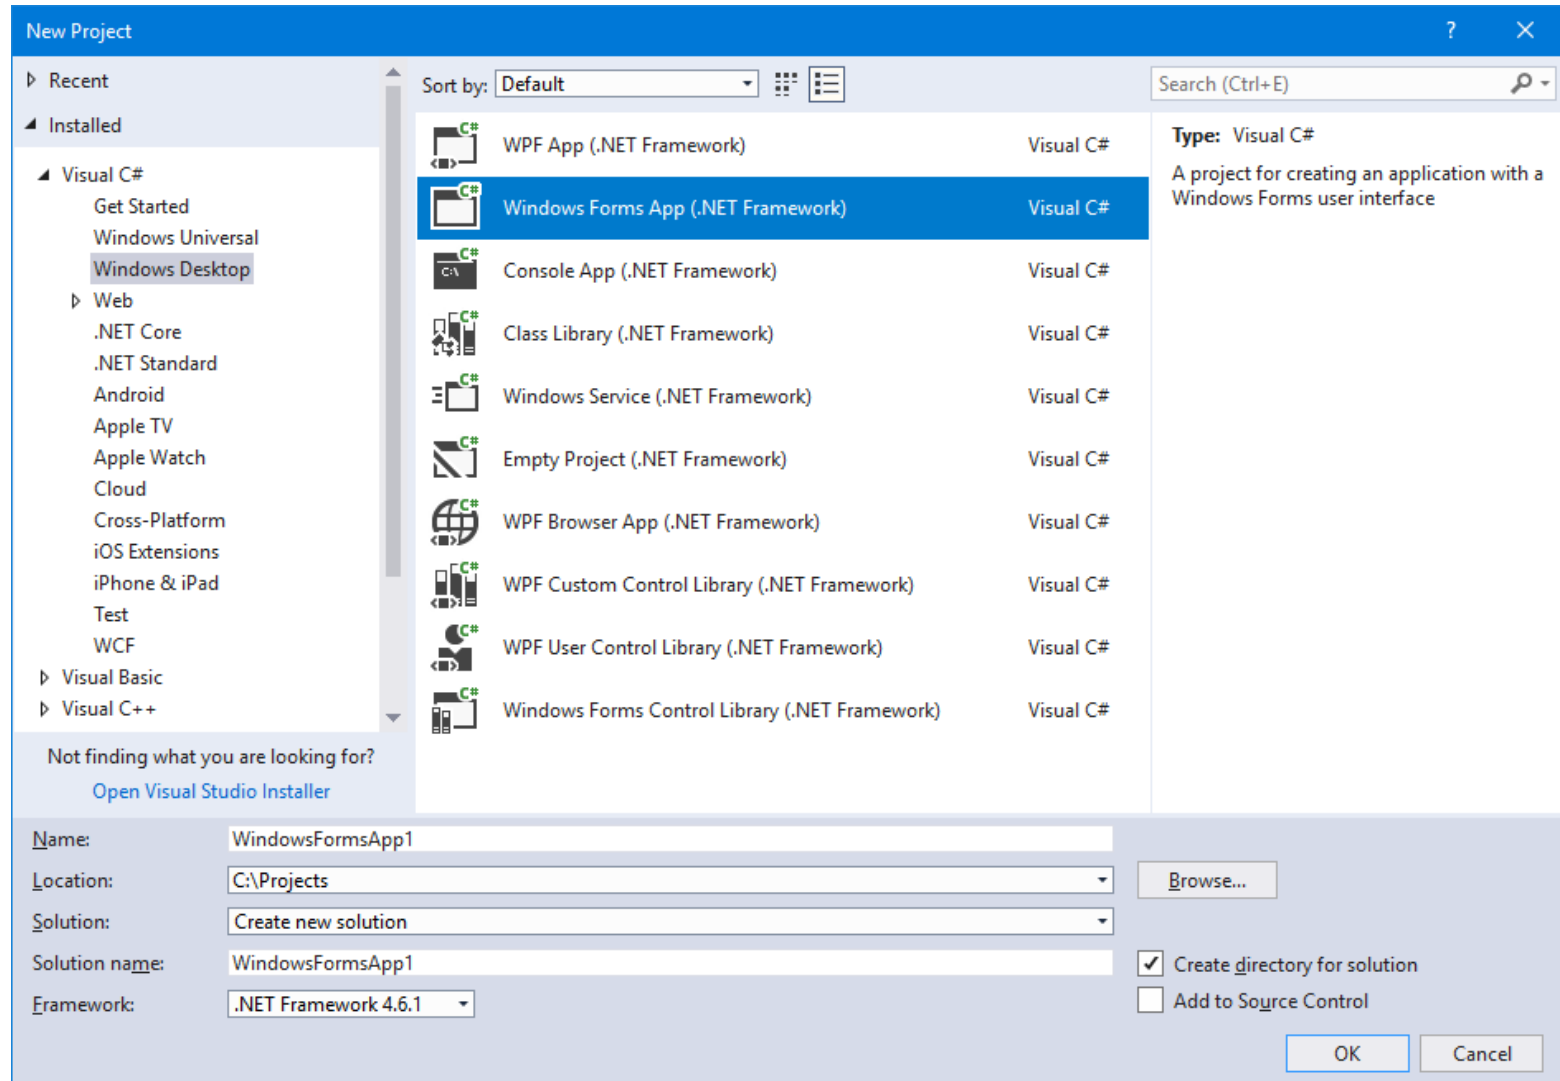 New Project
?
Recent
Installed
Visual C#
Get Started
Windows Universal
Windows Desktop
Web
.NET Core
.NET Standard
Android
Apple TV
Apple Watch
Cloud
Cross-Platform
iOS Extensions
iPhone & iPad
Test
WCF
Visual Basic
Visual C++
Not finding what you are looking for?
Open Visual Studio Installer
Sort by: Default
C# WPF App (.NET Framework) Visual C#
C# Windows Forms App (.NET Framework) Visual C#
C# C:\ Console App (.NET Framework) Visual C#
C# Class Library (.NET Framework) Visual C#
C# Windows Service (.NET Framework) Visual C#
C# Empty Project (.NET Framework) Visual C#
C# WPF Browser App (.NET Framework) Visual C#
C# WPF Custom Control Library (.NET Framework) Visual C#
C# WPF User Control Library (.NET Framework) Visual C#
C# Windows Forms Control Library (.NET Framework) Visual C#
Search (Ctrl+E)
Type: Visual C#
A project for creating an application with a
Windows Forms user interface
Name: WindowsFormsApp1
Location: C:\Projects
Browse...
Solution: Create new solution
Solution name: WindowsFormsApp1
Create directory for solution
Framework: .NET Framework 4.6.1
Add to Source Control
OK Cancel